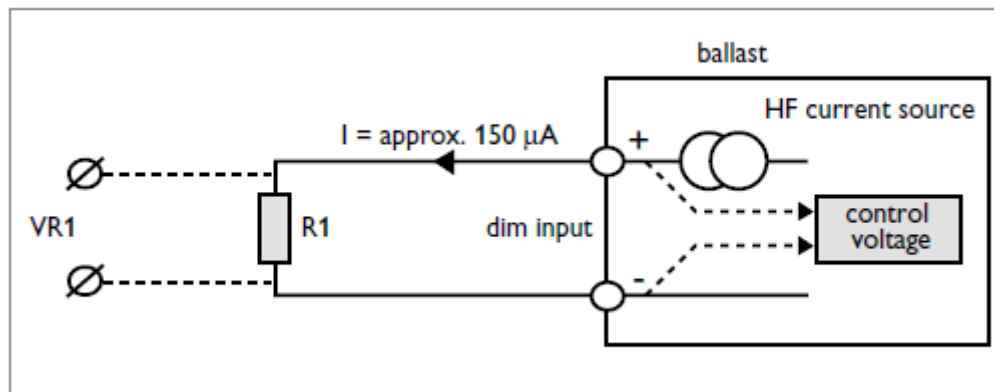 ballast
HF current source
I = approx. 150 µA
+
VR1
R1
dim input
control
voltage
-